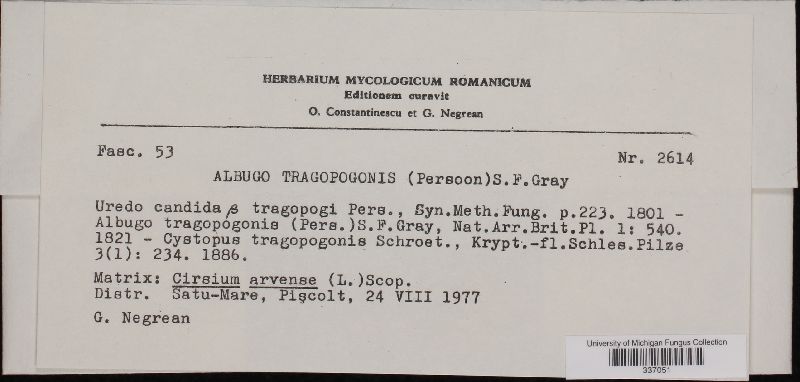 HERBARIUM MYCOLOGICUM ROMANICUM
Editionem curavit
O. Constantinescu et G. Negrean
Fasc. 53
Nr. 2614
ALBUGO TRAGOPOGONIS (Persoon)S.F.Gray
Uredo candida β tragopogi Pers., Syn.Meth.Fung. p.223. 1801 -
Albugo tragopogonis (Pers.)S.F.Gray, Nat.Arr.Brit.Pl. 1: 540.
1821 - Cystopus tragopogonis Schroet., Krypt.-fl.Schles.Pilze
3(1): 234. 1886.
Matrix: Cirsium arvense (L.)Scop.
Distr. Satu-Mare, Pişcolt, 24 VIII 1977
G. Negrean
University of Michigan Fungus Collection
337051